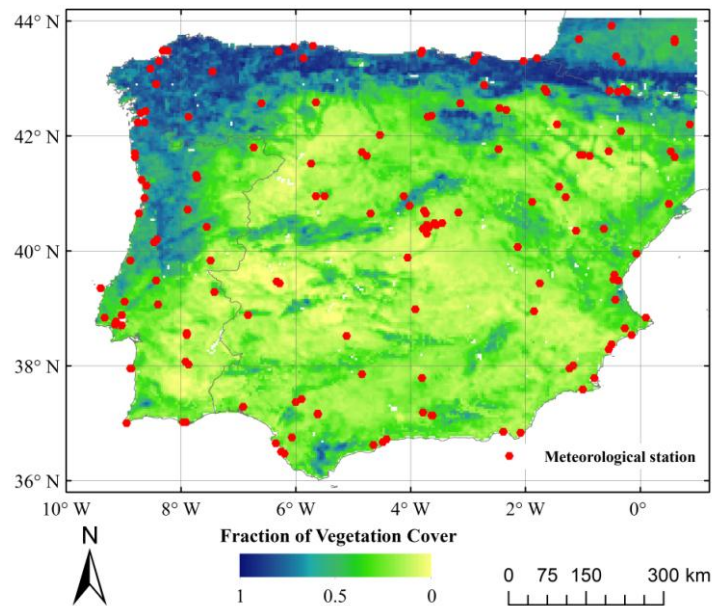 44° N
42° N
40° N
38° N
36° N
Meteorological station
10° W
8° W
6° W
4° W
2° W
0°
N
Fraction of Vegetation Cover
1
0.5
0
0 75 150 300 km